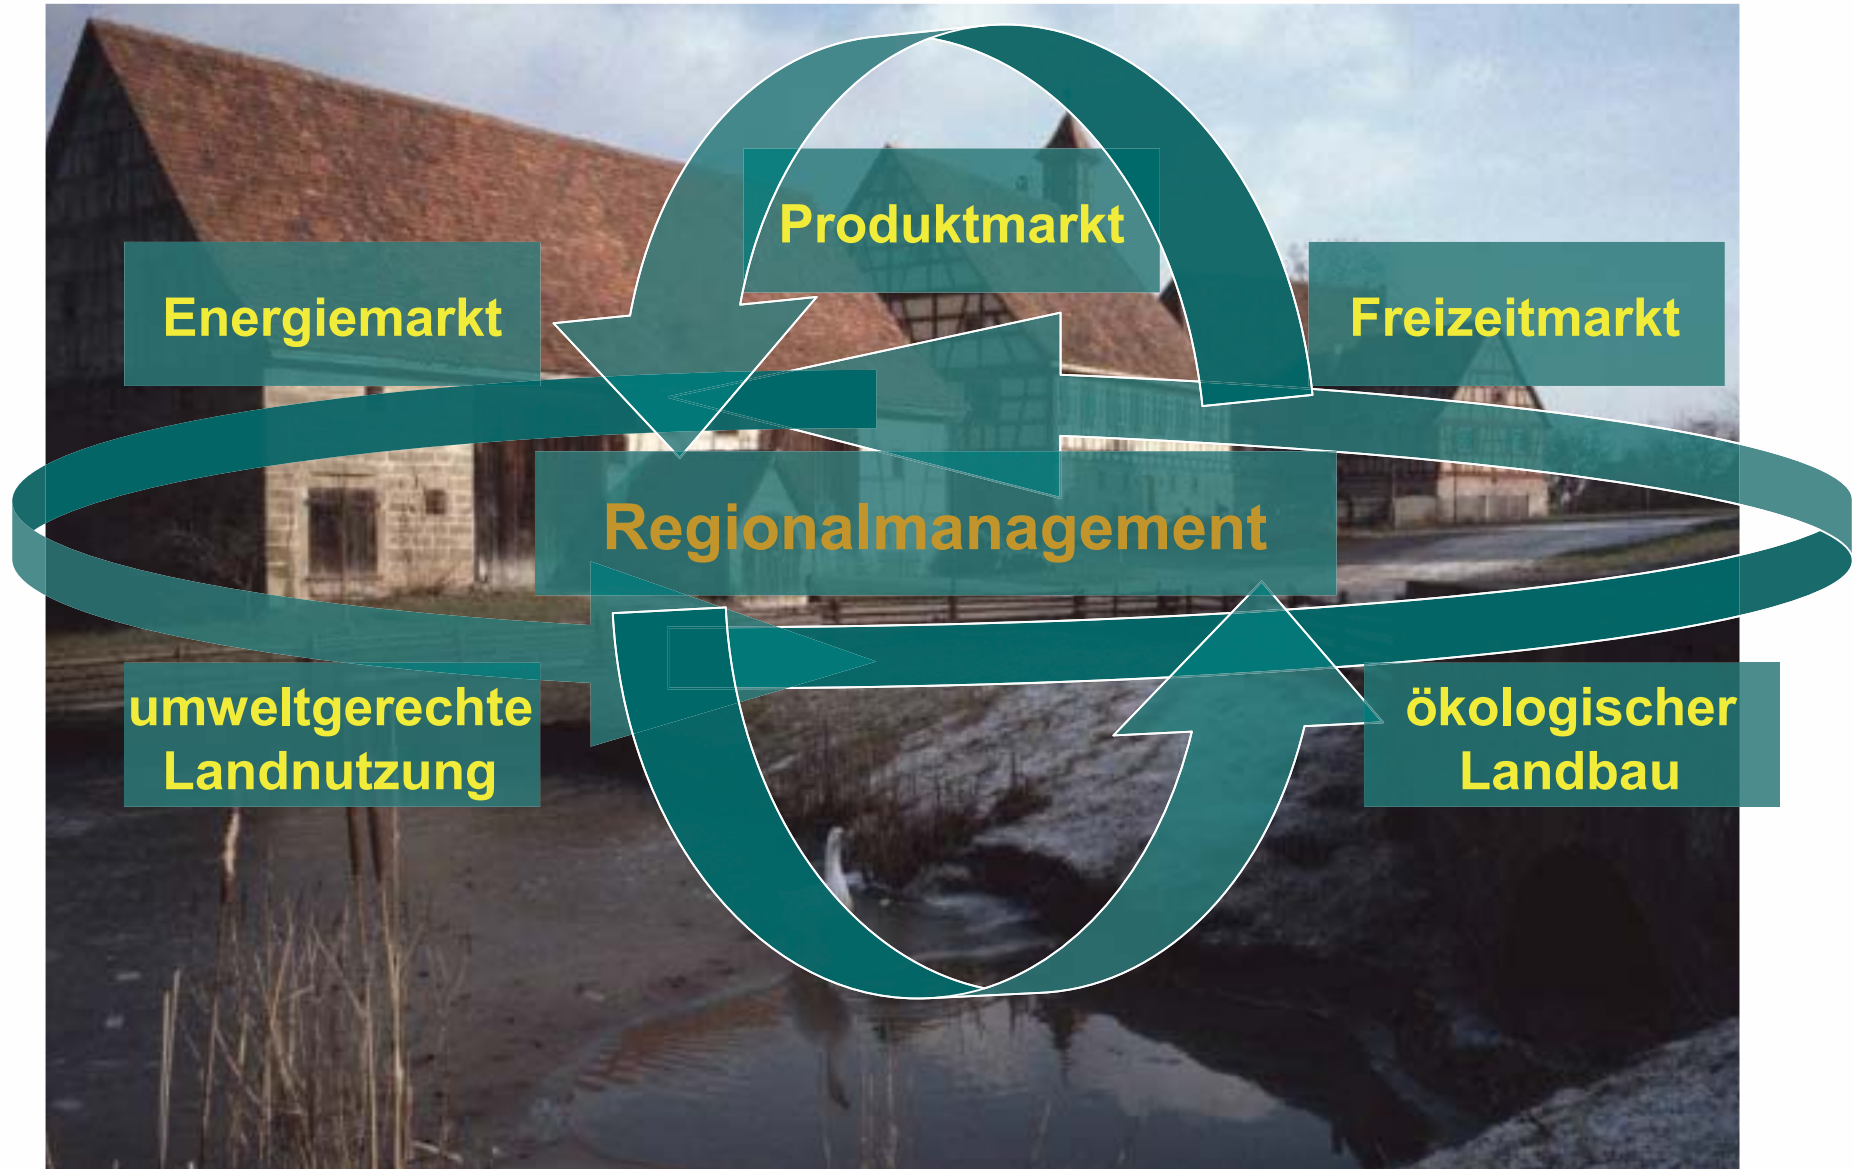 Produktmarkt
Energiemarkt
Freizeitmarkt
Regionalmanagement
umweltgerechte
Landnutzung
ökologischer
Landbau